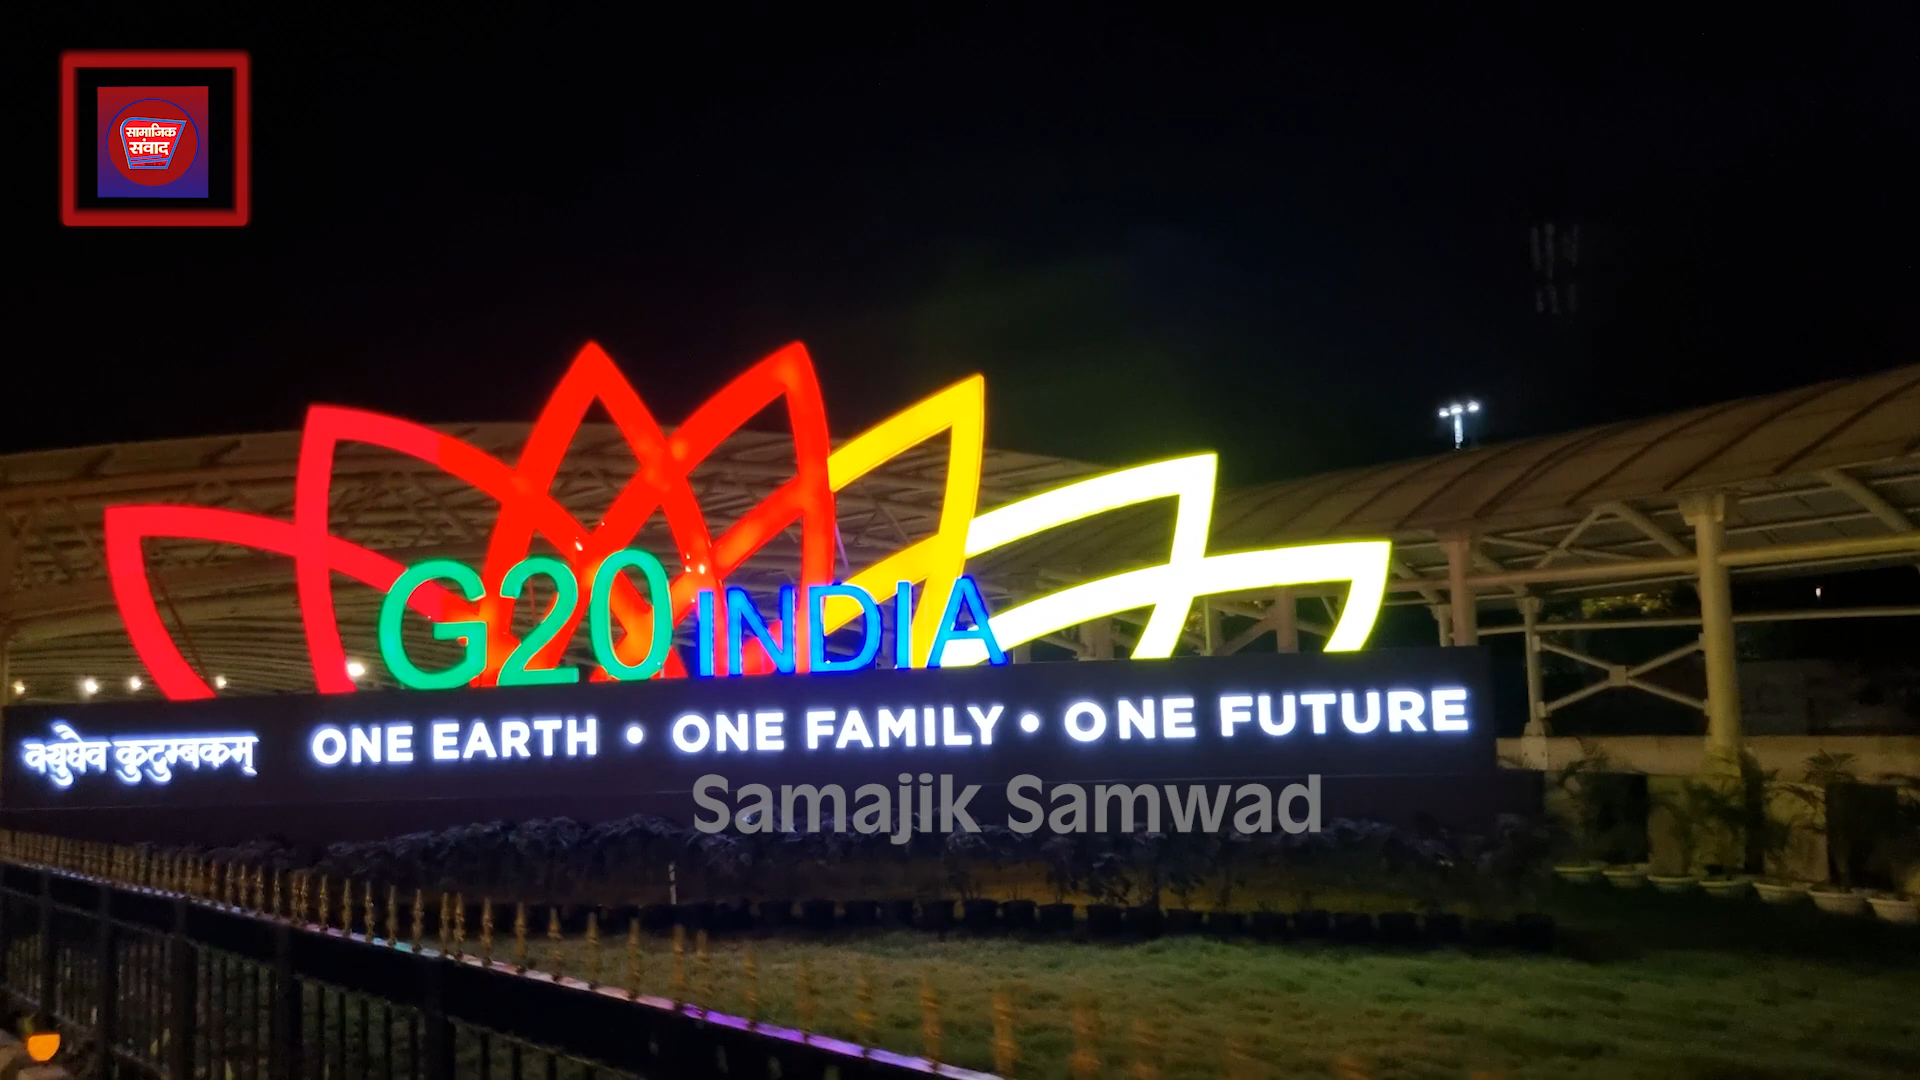 सामाजिक
संवाद
G20 INDIA
वसुधैव कुटुम्बकम् ONE EARTH • ONE FAMILY • ONE FUTURE
Samajik Samwad